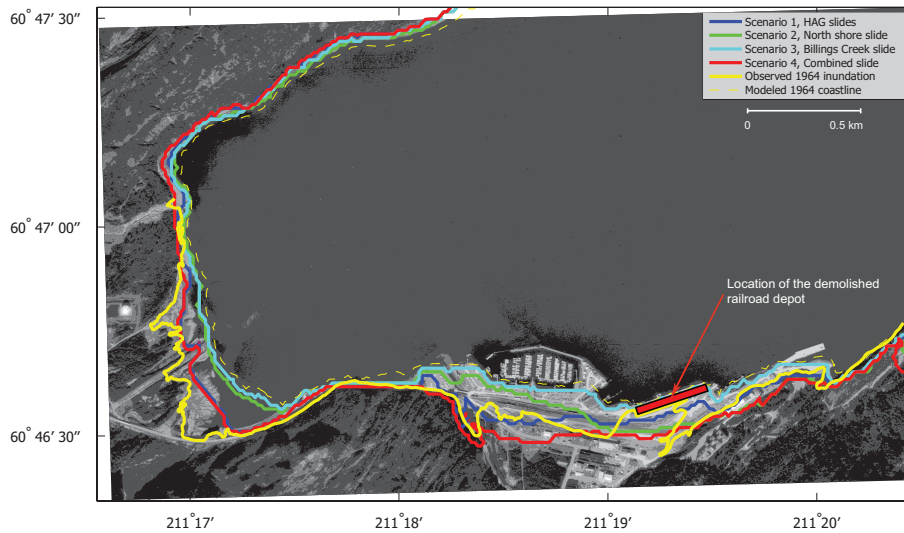 60° 47' 30"
60° 47' 00"
60° 46' 30"
Scenario 1, HAG slides
Scenario 2, North shore slide
Scenario 3, Billings Creek slide
Scenario 4, Combined slide
Observed 1964 inundation
Modeled 1964 coastline
0 0.5 km
Location of the demolished
railroad depot
211° 17' 211° 18' 211° 19' 211° 20'